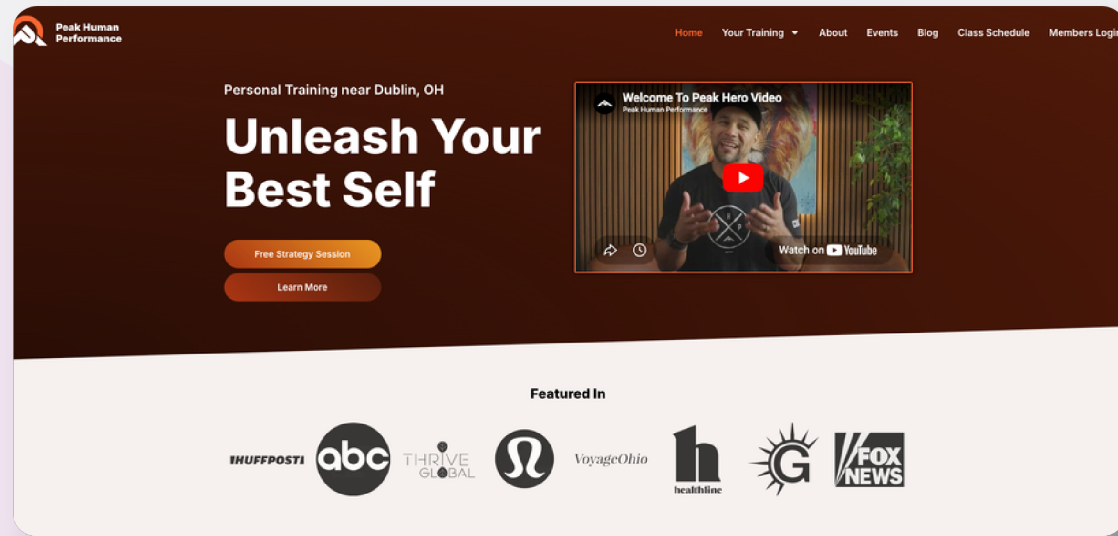 Peak Human
Performance
Home
Your Training
About
Events
Blog
Class Schedule
Members Login
Personal Training near Dublin, OH
Unleash Your
Best Self
Free Strategy Session
Learn More
Welcome To Peak Hero Video
Peak Human Performance
Watch on YouTube
Featured In
IHUFFPOSTI
abc
THRIVE
GLOBAL
VoyageOhio
h
healthline
G
FOX
NEWS